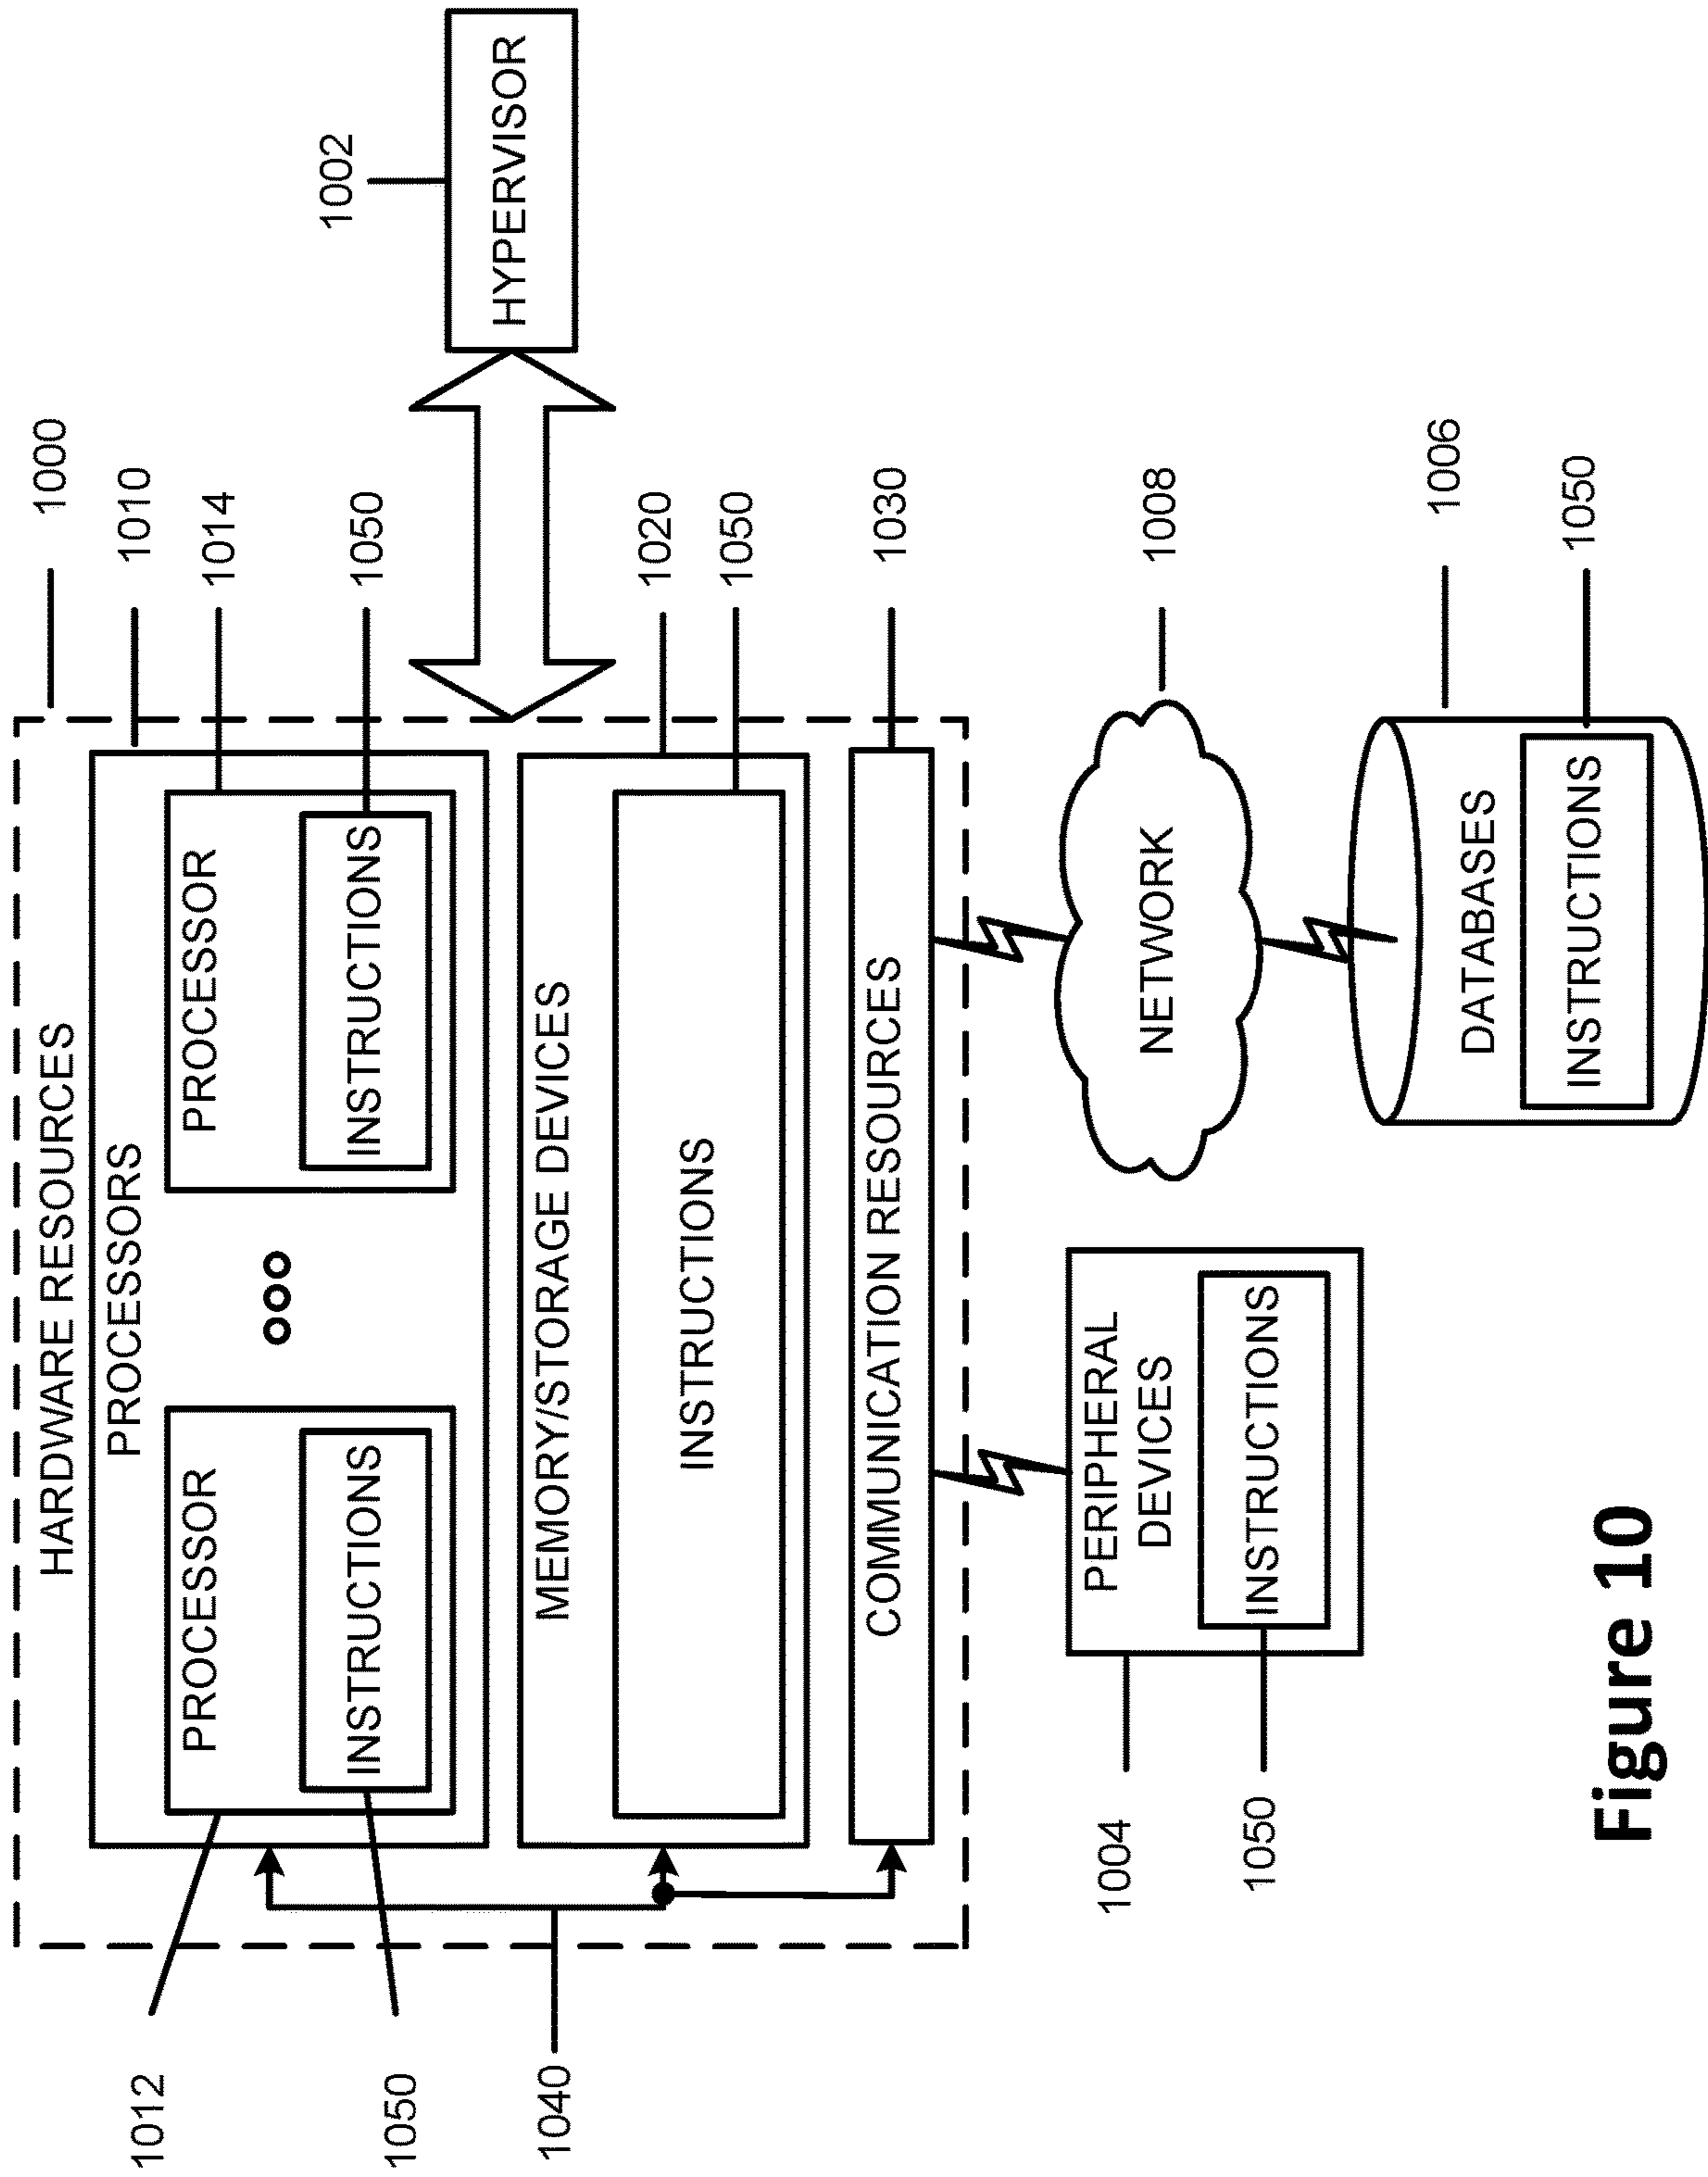 HARDWARE RESOURCES
1000
PROCESSORS
1010
1012
PROCESSOR
PROCESSOR
1014
1050
INSTRUCTIONS
INSTRUCTIONS
1050
1002
HYPERVISOR
1040
MEMORY/STORAGE DEVICES
1020
INSTRUCTIONS
1050
COMMUNICATION RESOURCES
1030
1004
PERIPHERAL
DEVICES
1050
INSTRUCTIONS
NETWORK
1008
1006
DATABASES
INSTRUCTIONS
1050
Figure 10